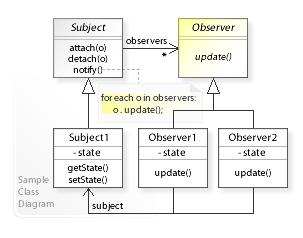 Subject
attach(o)
detach(o)
notify()
observers
*
Observer
update()
for each o in observers:
o . update();
Subject1
- state
getState()
setState()
Observer1
- state
update()
Observer2
- state
update()
Sample
Class
Diagram
subject